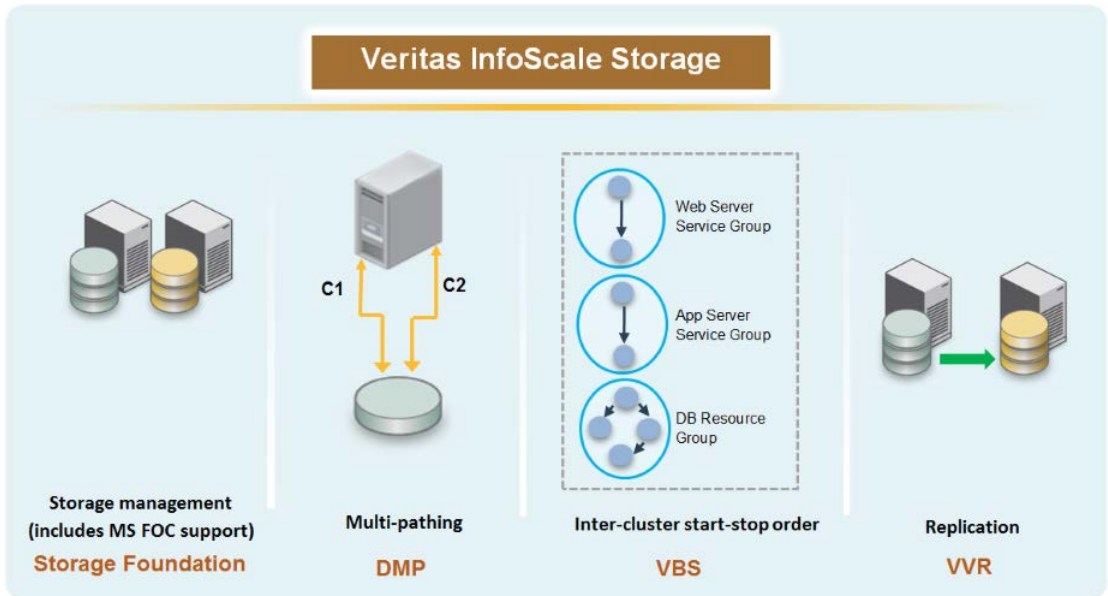 Veritas InfoScale Storage
C1
C2
Web Server
Service Group
App Server
Service Group
DB Resource
Group
Storage management
(includes MS FOC support)
Storage Foundation
Multi-pathing
DMP
Inter-cluster start-stop order
VBS
Replication
VVR